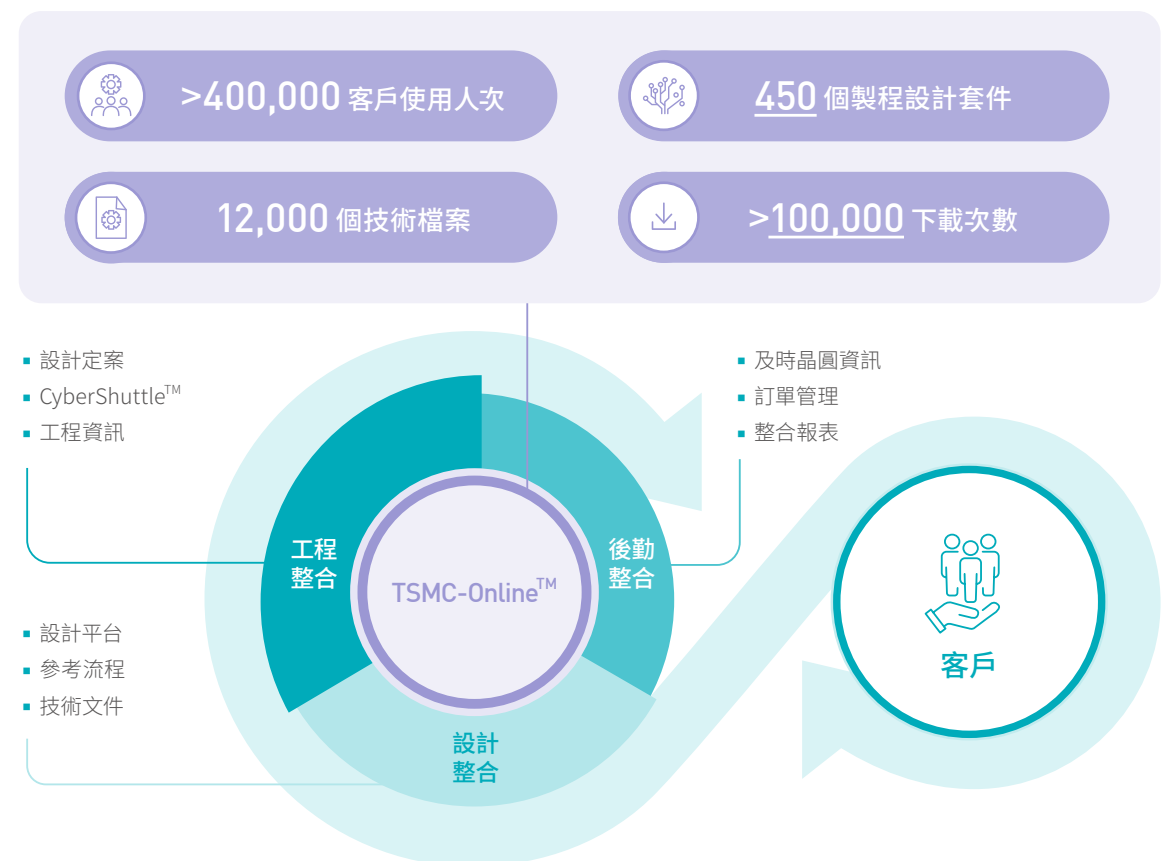 >400,000 客戶使用人次
450 個製程設計套件
12,000 個技術檔案
>100,000 下載次數
▪ 設計定案
▪ CyberShuttle™
▪ 工程資訊
▪ 及時晶圓資訊
▪ 訂單管理
▪ 整合報表
工程
整合
TSMC-Online™
後勤
整合
▪ 設計平台
▪ 參考流程
▪ 技術文件
設計
整合
客戶